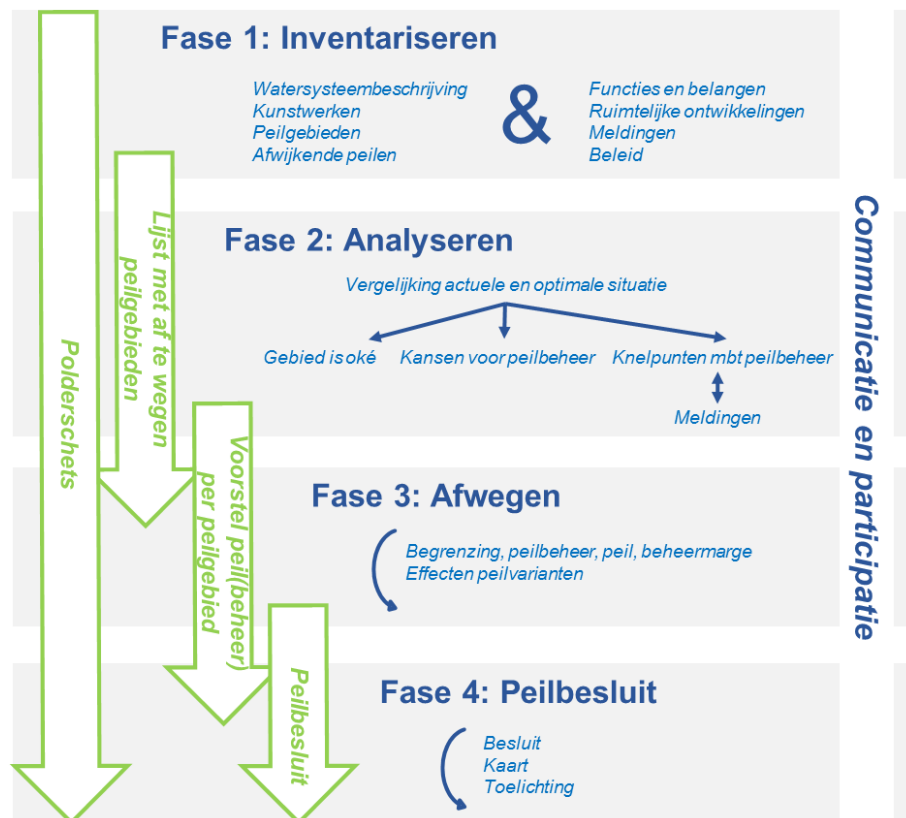 Fase 1: Inventariseren
Watersysteembeschrijving
Kunstwerken
Peilgebieden
Afwijkende peilen
&
Functies en belangen
Ruimtelijke ontwikkelingen
Meldingen
Beleid
Fase 2: Analyseren
Vergelijking actuele en optimale situatie
Gebied is oké
Kansen voor peilbeheer
Knelpunten mbt peilbeheer
Meldingen
Fase 3: Afwegen
Begrenzing, peilbeheer, peil, beheermarge
Effecten peilvarianten
Fase 4: Peilbesluit
Besluit
Kaart
Toelichting
Polderschets
Lijst met af te wegen
peilgebieden
Voorstel peil(beheer)
per peilgebied
Peilbesluit
Communicatie en participatie